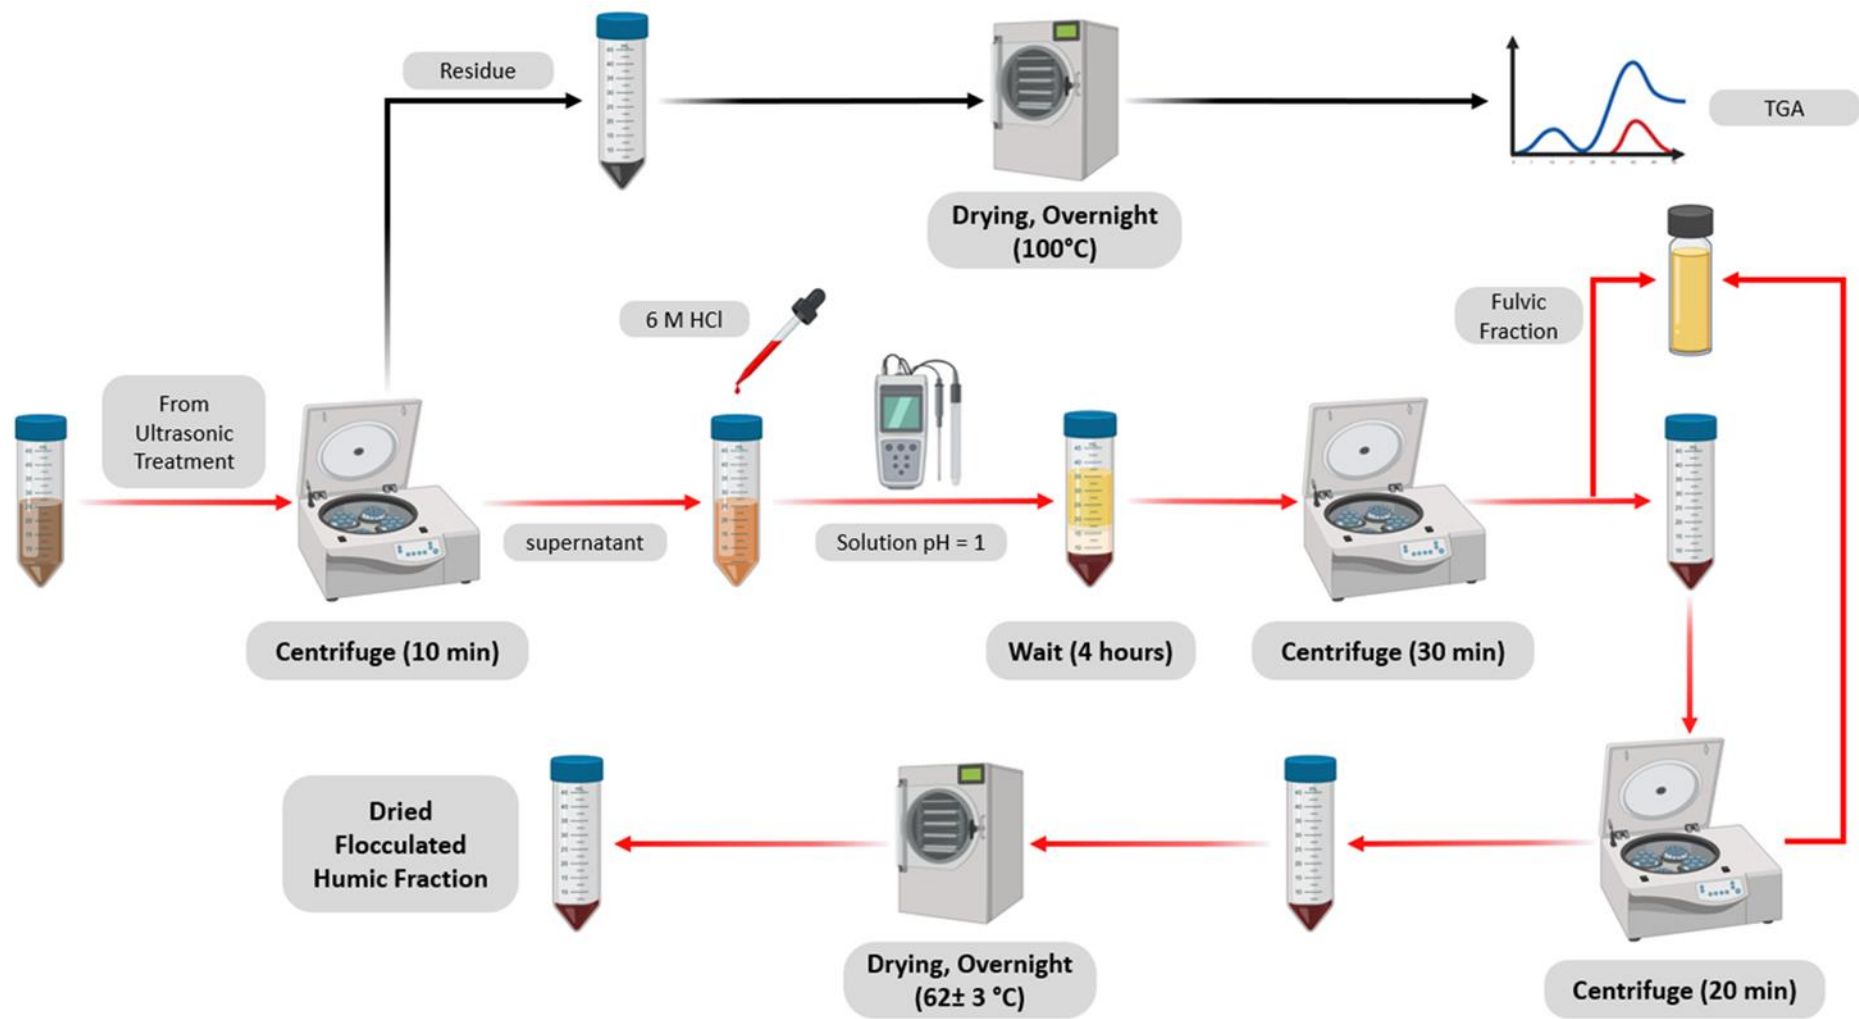 Residue
TGA
Drying, Overnight
(100°C)
6 M HCl
Fulvic
Fraction
From
Ultrasonic
Treatment
supernatant
Solution pH = 1
Centrifuge (10 min)
Wait (4 hours)
Centrifuge (30 min)
Dried
Flocculated
Humic Fraction
Drying, Overnight
(62± 3 °C)
Centrifuge (20 min)